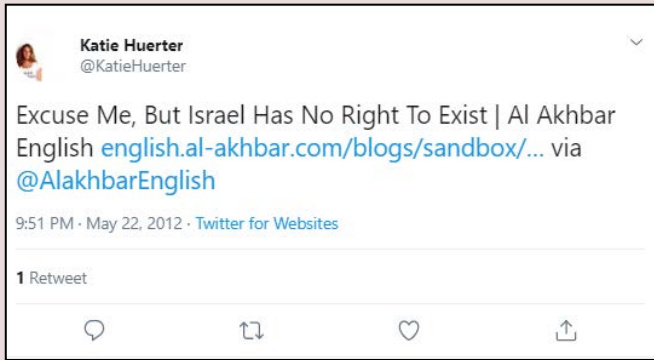 Katie Huerter
@KatieHuerter
Excuse Me, But Israel Has No Right To Exist | Al Akhbar
English english.al-akhbar.com/blogs/sandbox/... via
@AlakhbarEnglish
9:51 PM · May 22, 2012 · Twitter for Websites
1 Retweet